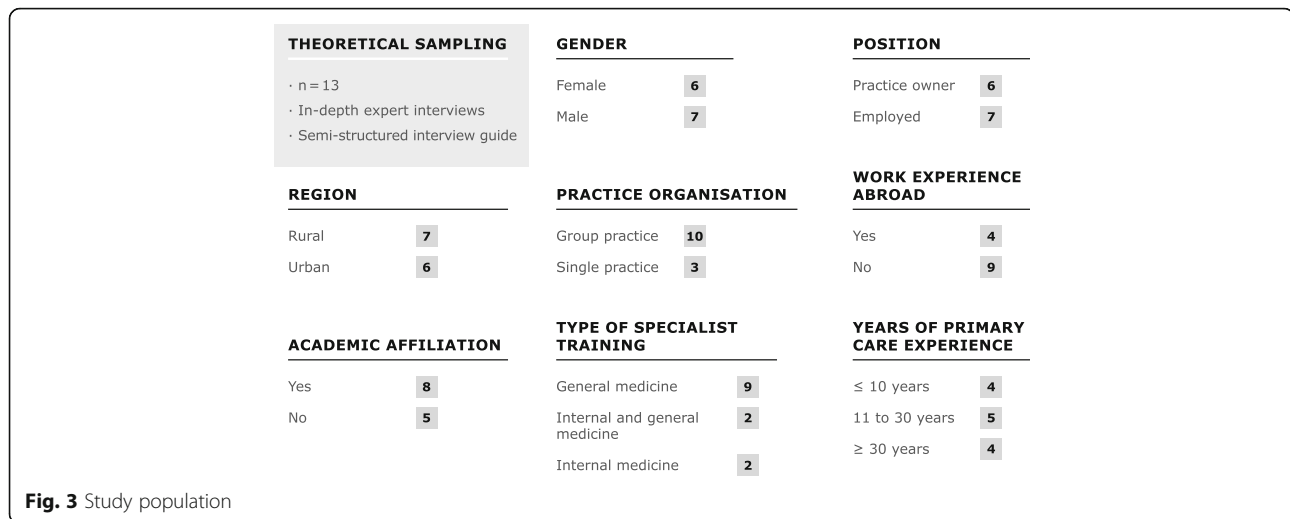 THEORETICAL SAMPLING
· n = 13
· In-depth expert interviews
· Semi-structured interview guide
GENDER
Female 6
Male 7
POSITION
Practice owner 6
Employed 7
REGION
Rural 7
Urban 6
PRACTICE ORGANISATION
Group practice 10
Single practice 3
WORK EXPERIENCE
ABROAD
Yes 4
No 9
ACADEMIC AFFILIATION
Yes 8
No 5
TYPE OF SPECIALIST
TRAINING
General medicine 9
Internal and general 2
medicine
Internal medicine 2
YEARS OF PRIMARY
CARE EXPERIENCE
≤ 10 years 4
11 to 30 years 5
≥ 30 years 4
Fig. 3 Study population